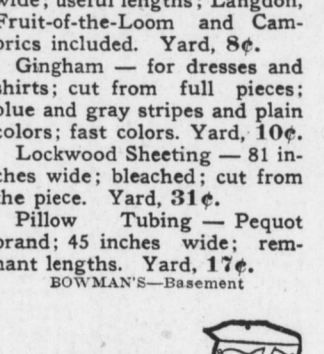 wide; useful lengths; Langdon,
Fruit-of-the-Loom and Cam-
brics included. Yard, 8¢.
Gingham — for dresses and
shirts; cut from full pieces;
blue and gray stripes and plain
colors; fast colors. Yard, 10¢.
Lockwood Sheeting — 81 in-
ches wide; bleached; cut from
the piece. Yard, 31¢.
Pillow Tubing — Pequot
brand; 45 inches wide; rem-
nant lengths. Yard, 17¢.
BOWMAN'S—Basement